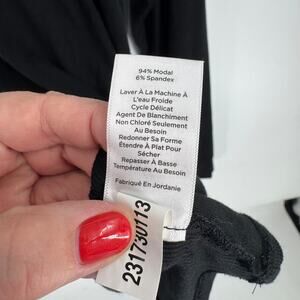 94% Modal
6% Spandex
Laver À La Machine À
L'eau Froide
Cycle Délicat
Agent De Blanchiment
Non Chloré Seulement
Au Besoin
Redonner Sa Forme
Étendre À Plat Pour
Sécher
Repasser À Basse
Température Au Besoin
Fabriqué En Jordanie
231730113